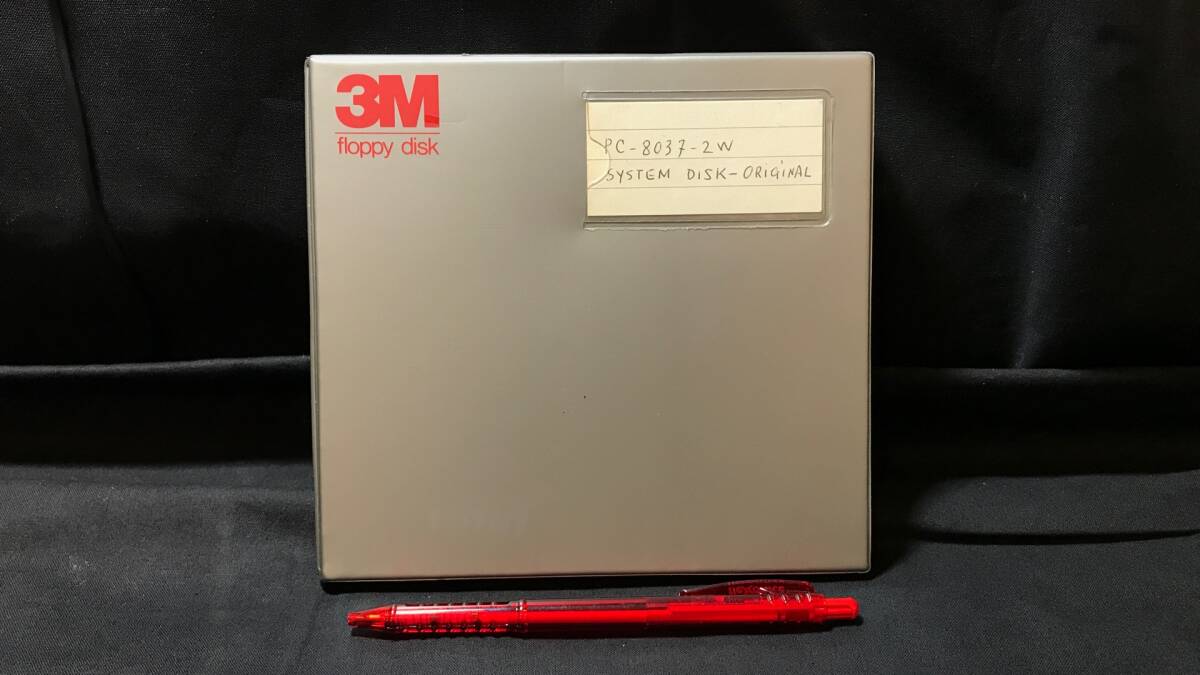 3M
floppy disk
PC-8037-2W
SYSTEM DISK-ORIGINAL